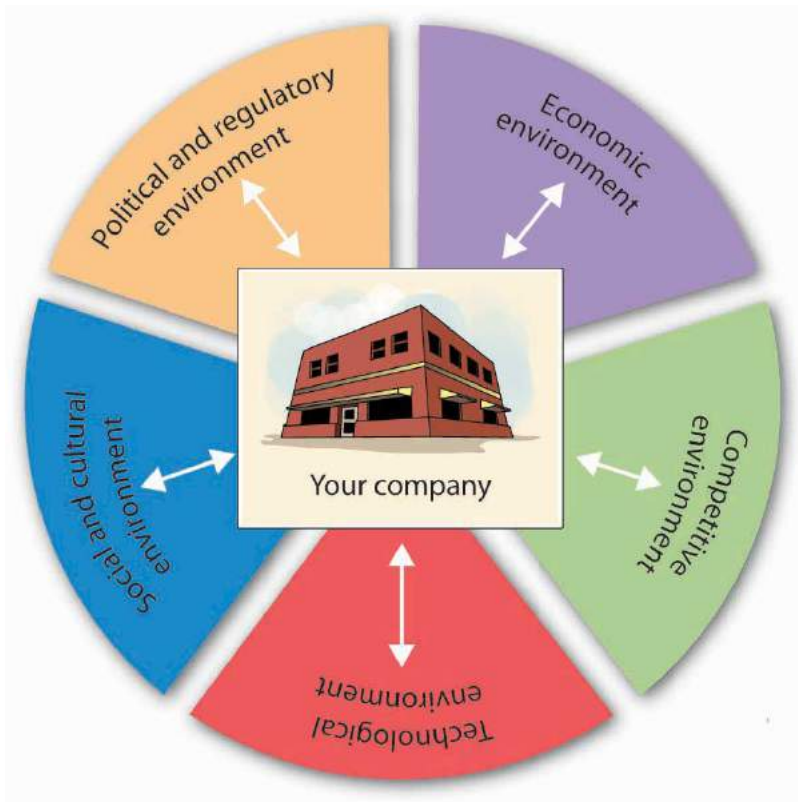 Political and regulatory
environment
Economic
environment
Competitive
environment
Technological
environment
Social and cultural
environment
Your company